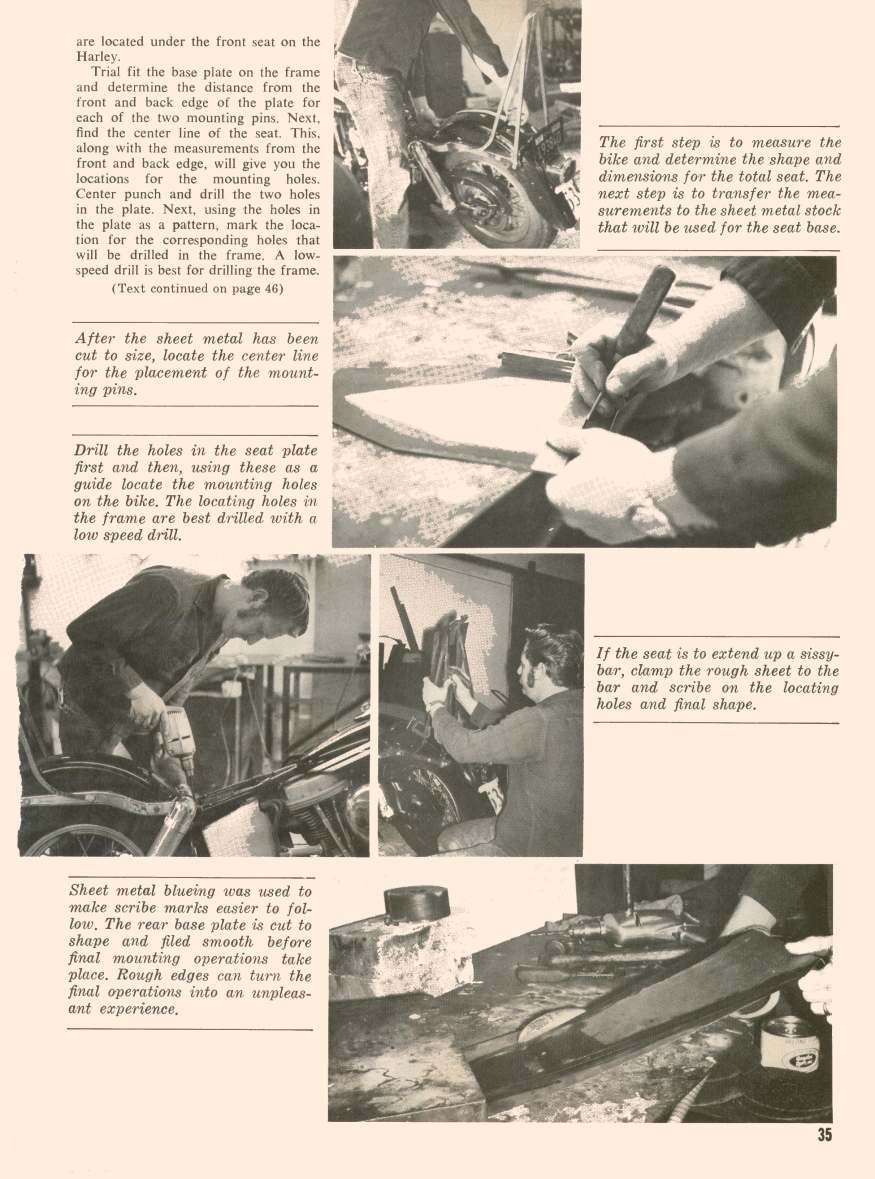 are located under the front seat on the
Harley.
Trial fit the base plate on the frame
and determine the distance from the
front and back edge of the plate for
each of the two mounting pins. Next,
find the center line of the seat. This,
along with the measurements from the
front and back edge, will give you the
locations for the mounting holes.
Center punch and drill the two holes
in the plate. Next, using the holes in
the plate as a pattern, mark the loca-
tion for the corresponding holes that
will be drilled in the frame. A low-
speed drill is best for drilling the frame.
(Text continued on page 46)
The first step is to measure the
bike and determine the shape and
dimensions for the total seat. The
next step is to transfer the mea-
surements to the sheet metal stock
that will be used for the seat base.
After the sheet metal has been
cut to size, locate the center line
for the placement of the mount-
ing pins.
Drill the holes in the seat plate
first and then, using these as a
guide locate the mounting holes
on the bike. The locating holes in
the frame are best drilled with a
low speed drill.
If the seat is to extend up a sissy-
bar, clamp the rough sheet to the
bar and scribe on the locating
holes and final shape.
Sheet metal blueing was used to
make scribe marks easier to fol-
low. The rear base plate is cut to
shape and filed smooth before
final mounting operations take
place. Rough edges can turn the
final operations into an unpleas-
ant experience.
35